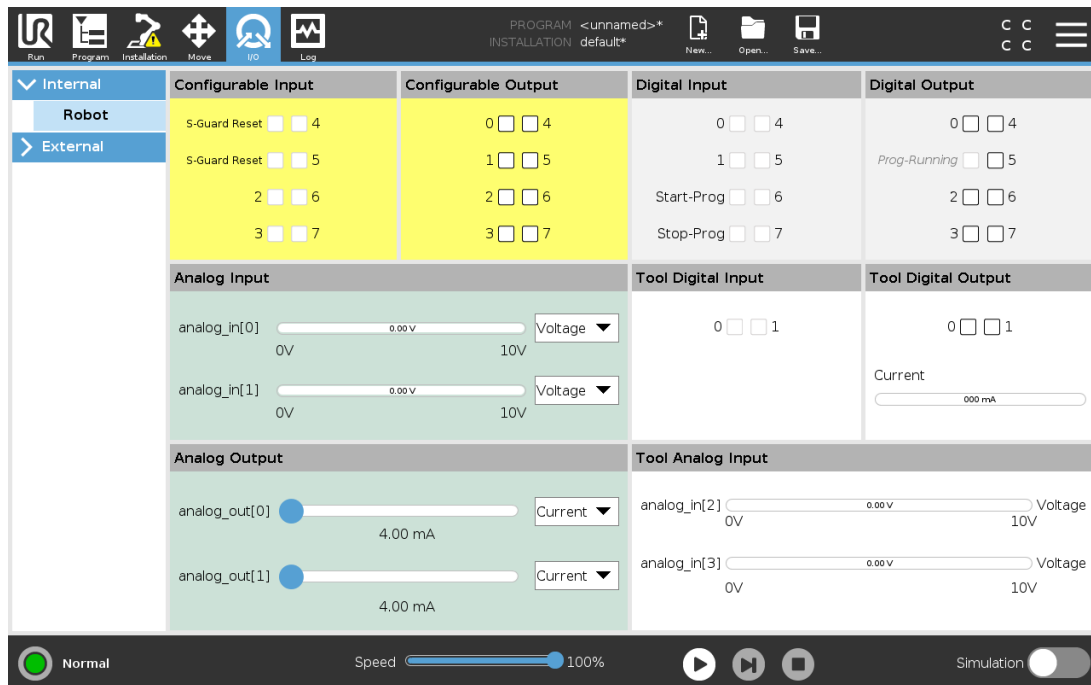 PROGRAM <unnamed>*
INSTALLATION default*
Run Program Installation Move I/O Log New... Open... Save...
C C
C C
Internal
Robot
External
Configurable Input
S-Guard Reset 4
S-Guard Reset 5
2 6
3 7
Configurable Output
0 4
1 5
2 6
3 7
Digital Input
0 4
1 5
Start-Prog 6
Stop-Prog 7
Digital Output
0 4
Prog-Running 5
2 6
3 7
Analog Input
analog_in[0] 0.00 V Voltage
0V 10V
analog_in[1] 0.00 V Voltage
0V 10V
Tool Digital Input
0 1
Tool Digital Output
0 1
Current
000 mA
Analog Output
analog_out[0] Current
4.00 mA
analog_out[1] Current
4.00 mA
Tool Analog Input
analog_in[2] 0.00 V Voltage
0V 10V
analog_in[3] 0.00 V Voltage
0V 10V
Normal Speed 100% Simulation